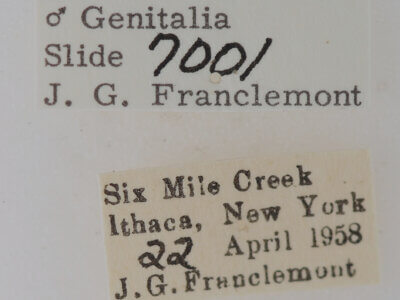 ♂ Genitalia
Slide 7001
J. G. Franclemont
Six Mile Creek
Ithaca, New York
22 April 1958
J.G.Franclemont